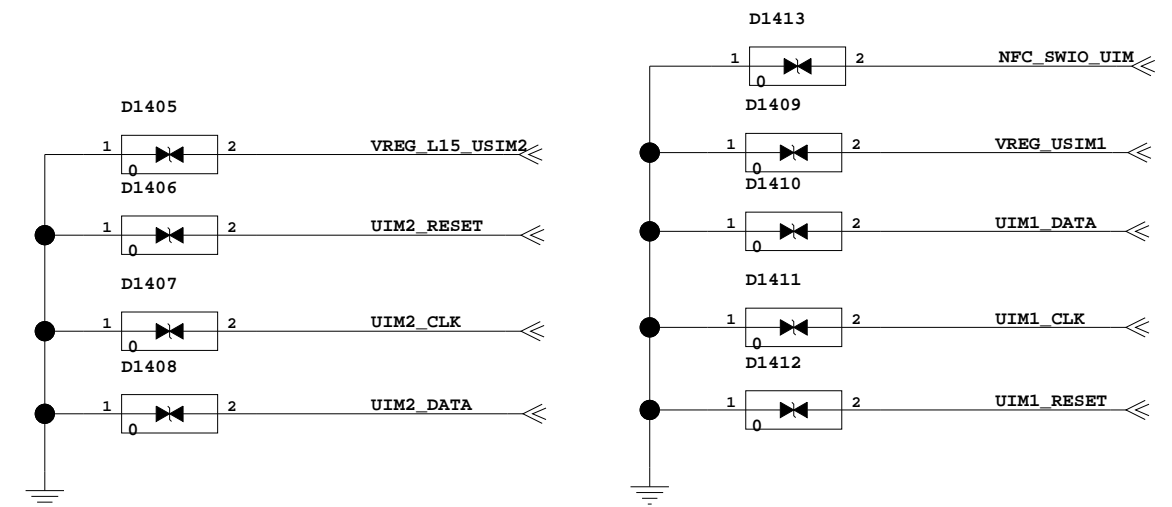 D1405
1 2 VREG_L15_USIM2
0
D1406
1 2 UIM2_RESET
0
D1407
1 2 UIM2_CLK
0
D1408
1 2 UIM2_DATA
0
D1413
1 2 NFC_SWIO_UIM
0
D1409
1 2 VREG_USIM1
0
D1410
1 2 UIM1_DATA
0
D1411
1 2 UIM1_CLK
0
D1412
1 2 UIM1_RESET
0